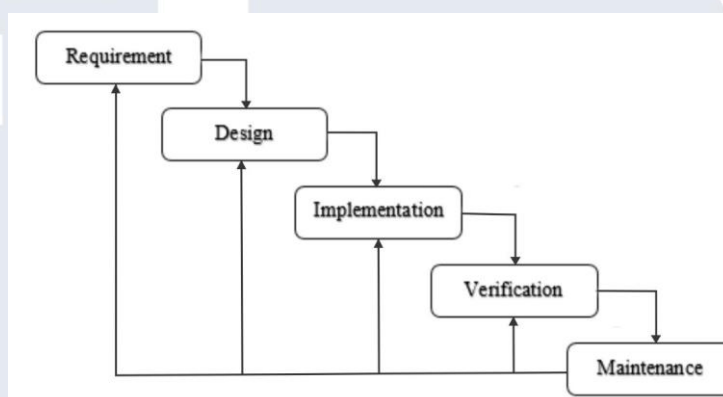 Requirement
Design
Implementation
Verification
Maintenance